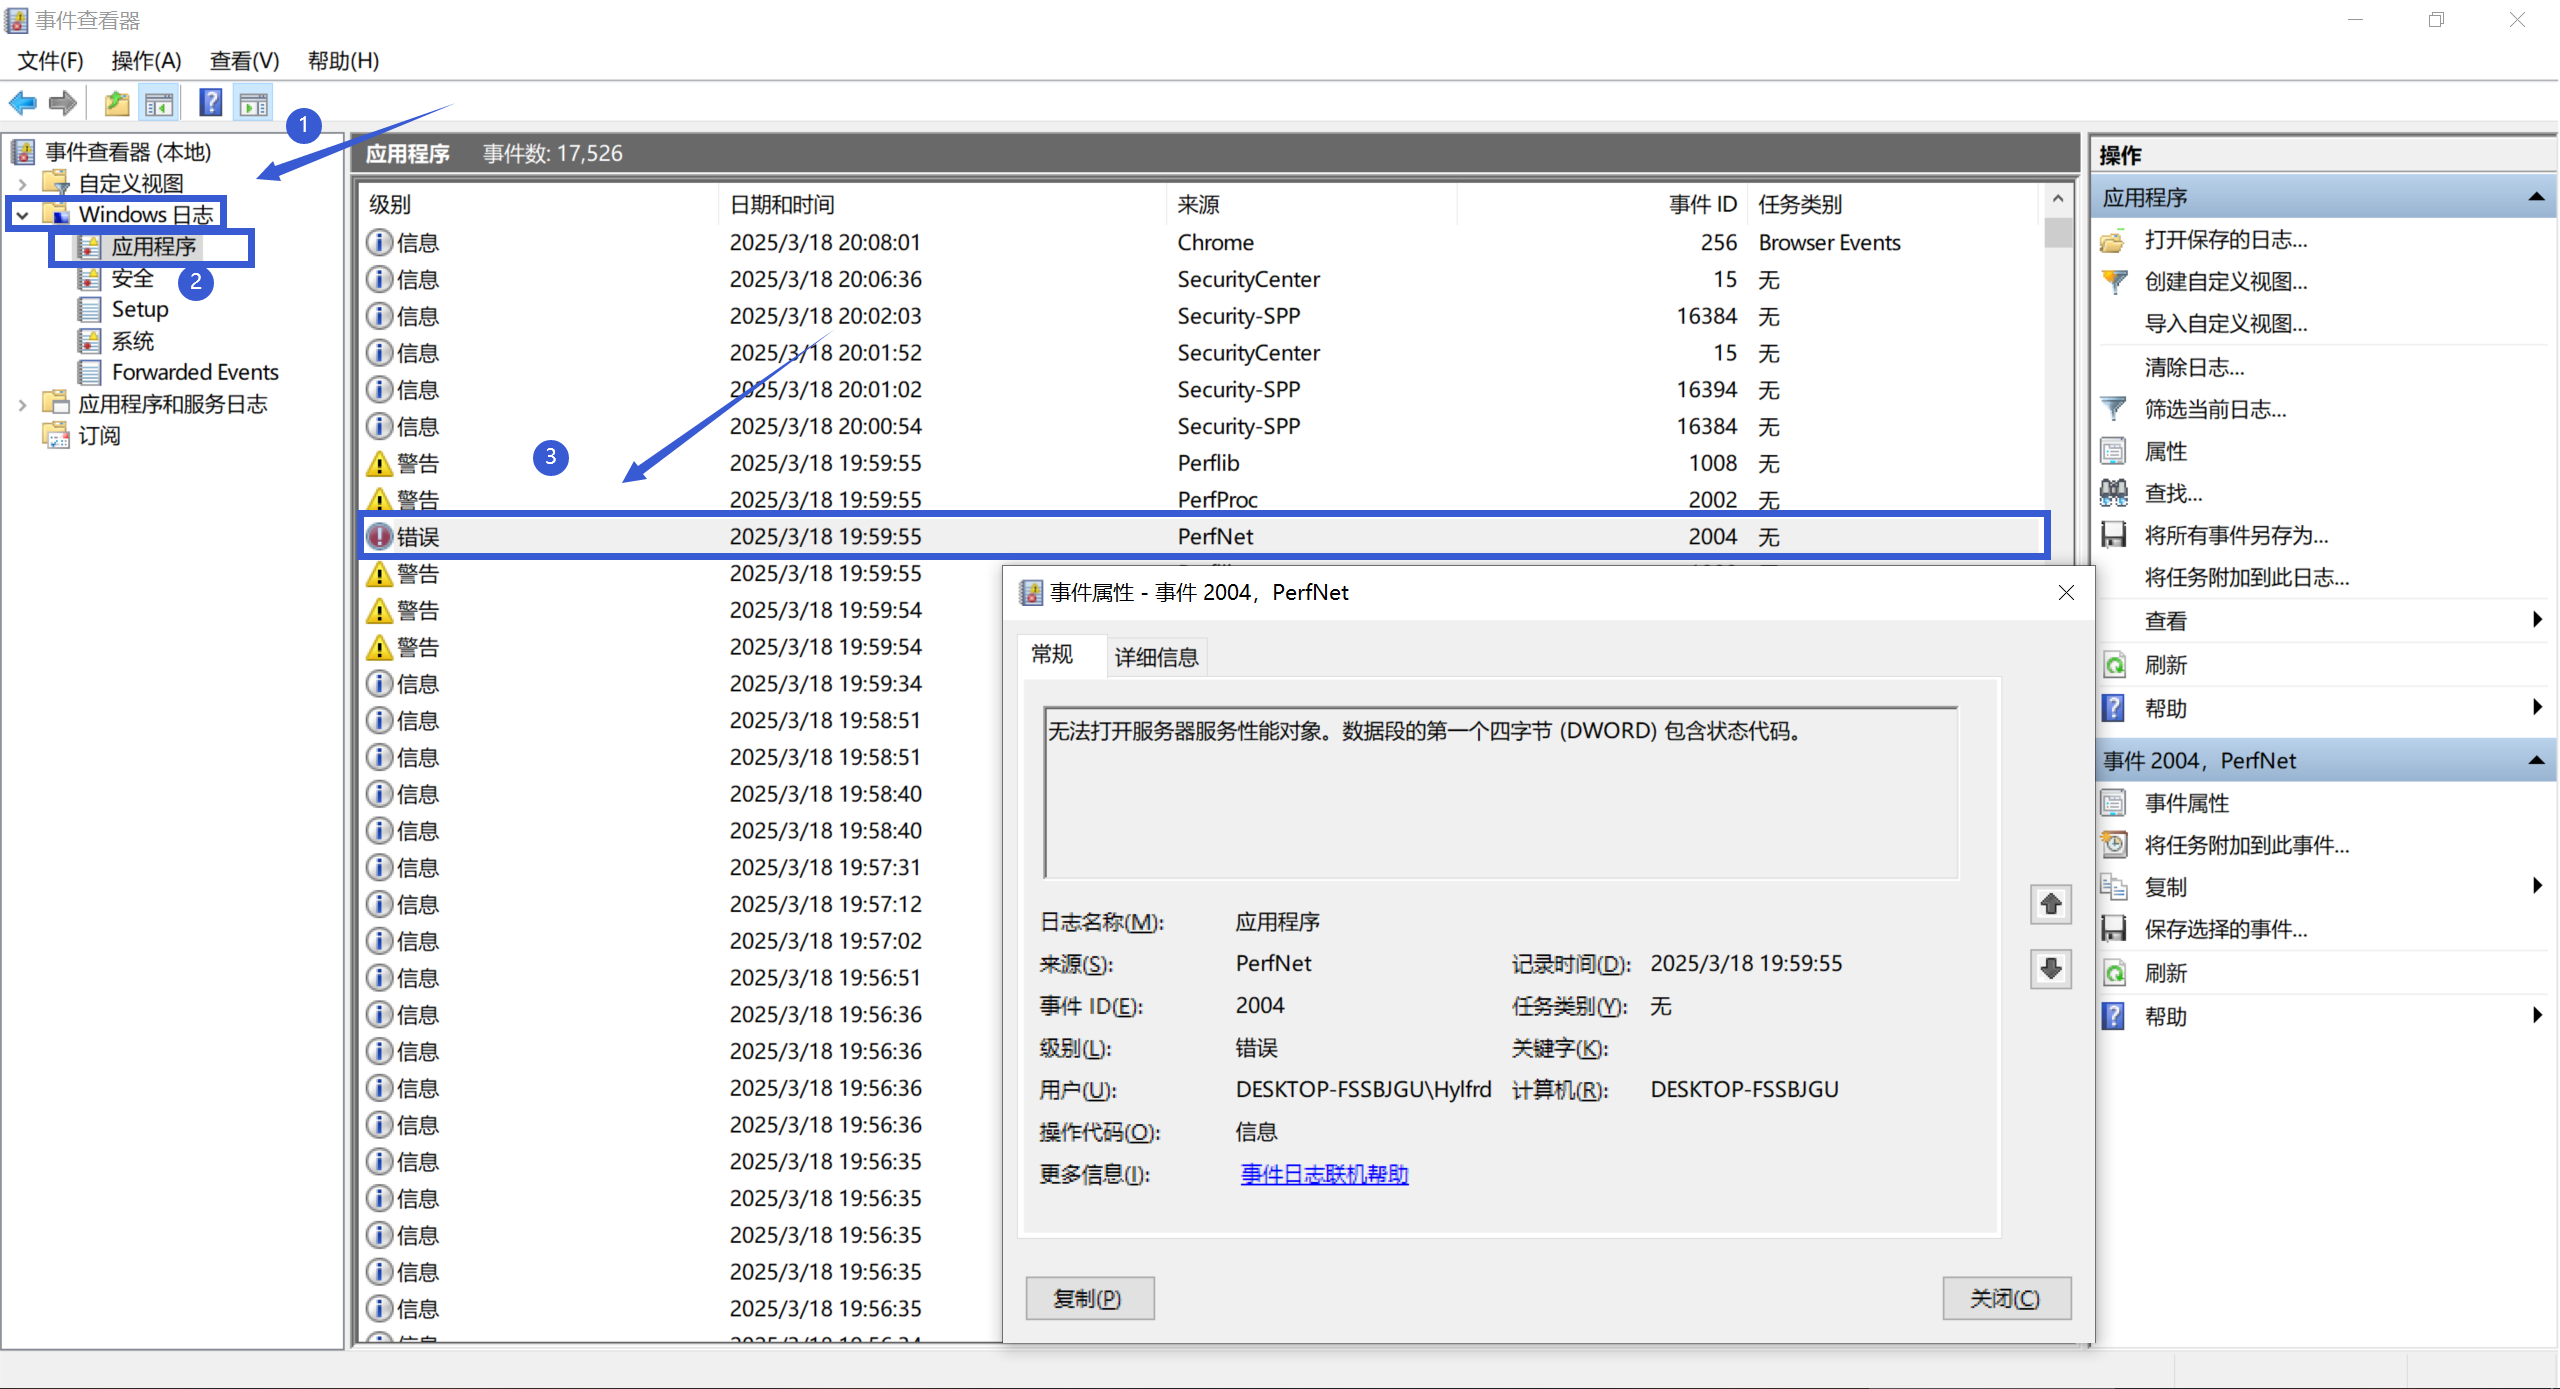 事件查看器
文件(F) 操作(A) 查看(V) 帮助(H)
1
事件查看器 (本地)
自定义视图
Windows 日志
应用程序
2
安全
Setup
系统
Forwarded Events
应用程序和服务日志
订阅
应用程序 事件数: 17,526
级别 日期和时间 来源 事件 ID 任务类别
信息 2025/3/18 20:08:01 Chrome 256 Browser Events
信息 2025/3/18 20:06:36 SecurityCenter 15 无
信息 2025/3/18 20:02:03 Security-SPP 16384 无
信息 2025/3/18 20:01:52 SecurityCenter 15 无
信息 2025/3/18 20:01:02 Security-SPP 16394 无
信息 2025/3/18 20:00:54 Security-SPP 16384 无
3
警告 2025/3/18 19:59:55 Perflib 1008 无
警告 2025/3/18 19:59:55 PerfProc 2002 无
错误 2025/3/18 19:59:55 PerfNet 2004 无
警告 2025/3/18 19:59:55
警告 2025/3/18 19:59:54
警告 2025/3/18 19:59:54
信息 2025/3/18 19:59:34
信息 2025/3/18 19:58:51
信息 2025/3/18 19:58:51
信息 2025/3/18 19:58:40
信息 2025/3/18 19:58:40
信息 2025/3/18 19:57:31
信息 2025/3/18 19:57:12
信息 2025/3/18 19:57:02
信息 2025/3/18 19:56:51
信息 2025/3/18 19:56:36
信息 2025/3/18 19:56:36
信息 2025/3/18 19:56:36
信息 2025/3/18 19:56:36
信息 2025/3/18 19:56:35
信息 2025/3/18 19:56:35
信息 2025/3/18 19:56:35
信息 2025/3/18 19:56:35
信息 2025/3/18 19:56:35
事件属性 - 事件 2004，PerfNet
常规 详细信息
无法打开服务器服务性能对象。数据段的第一个四字节 (DWORD) 包含状态代码。
日志名称(M): 应用程序
来源(S): PerfNet 记录时间(D): 2025/3/18 19:59:55
事件 ID(E): 2004 任务类别(Y): 无
级别(L): 错误 关键字(K):
用户(U): DESKTOP-FSSBJGU\Hylfrd 计算机(R): DESKTOP-FSSBJGU
操作代码(O): 信息
更多信息(I): 事件日志联机帮助
复制(P) 关闭(C)
操作
应用程序
打开保存的日志...
创建自定义视图...
导入自定义视图...
清除日志...
筛选当前日志...
属性
查找...
将所有事件另存为...
将任务附加到此日志...
查看
刷新
帮助
事件 2004，PerfNet
事件属性
将任务附加到此事件...
复制
保存选择的事件...
刷新
帮助